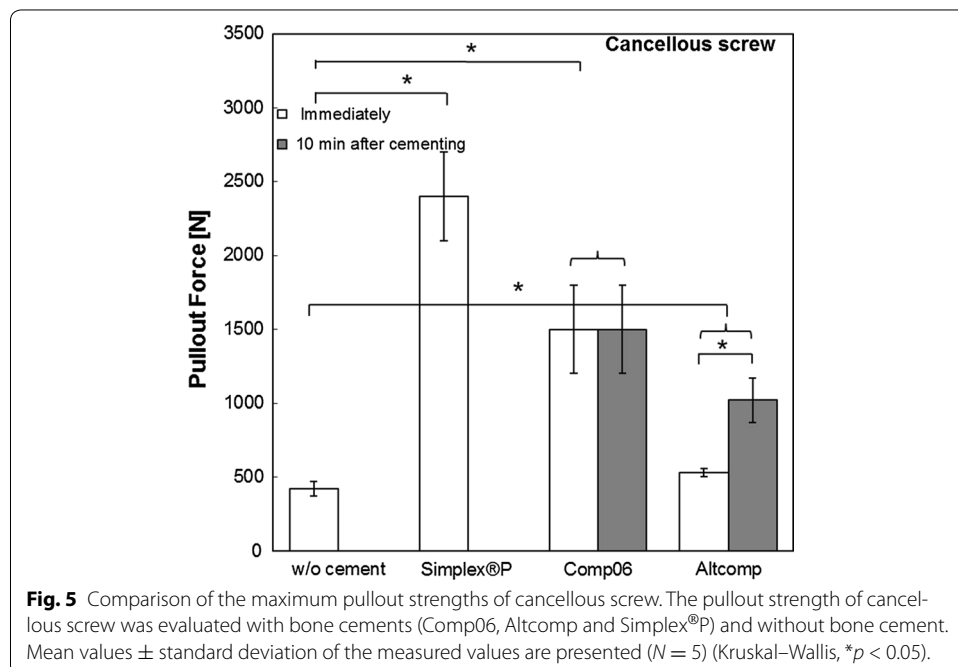 3500
Cancellous screw
*
*
3000
Immediately
10 min after cementing
2500
2000
*
1500
*
1000
500
0
Pullout Force [N]
w/o cement Simplex®P Comp06 Altcomp
Fig. 5 Comparison of the maximum pullout strengths of cancellous screw. The pullout strength of cancel-
lous screw was evaluated with bone cements (Comp06, Altcomp and Simplex®P) and without bone cement.
Mean values ± standard deviation of the measured values are presented (N = 5) (Kruskal–Wallis, *p < 0.05).